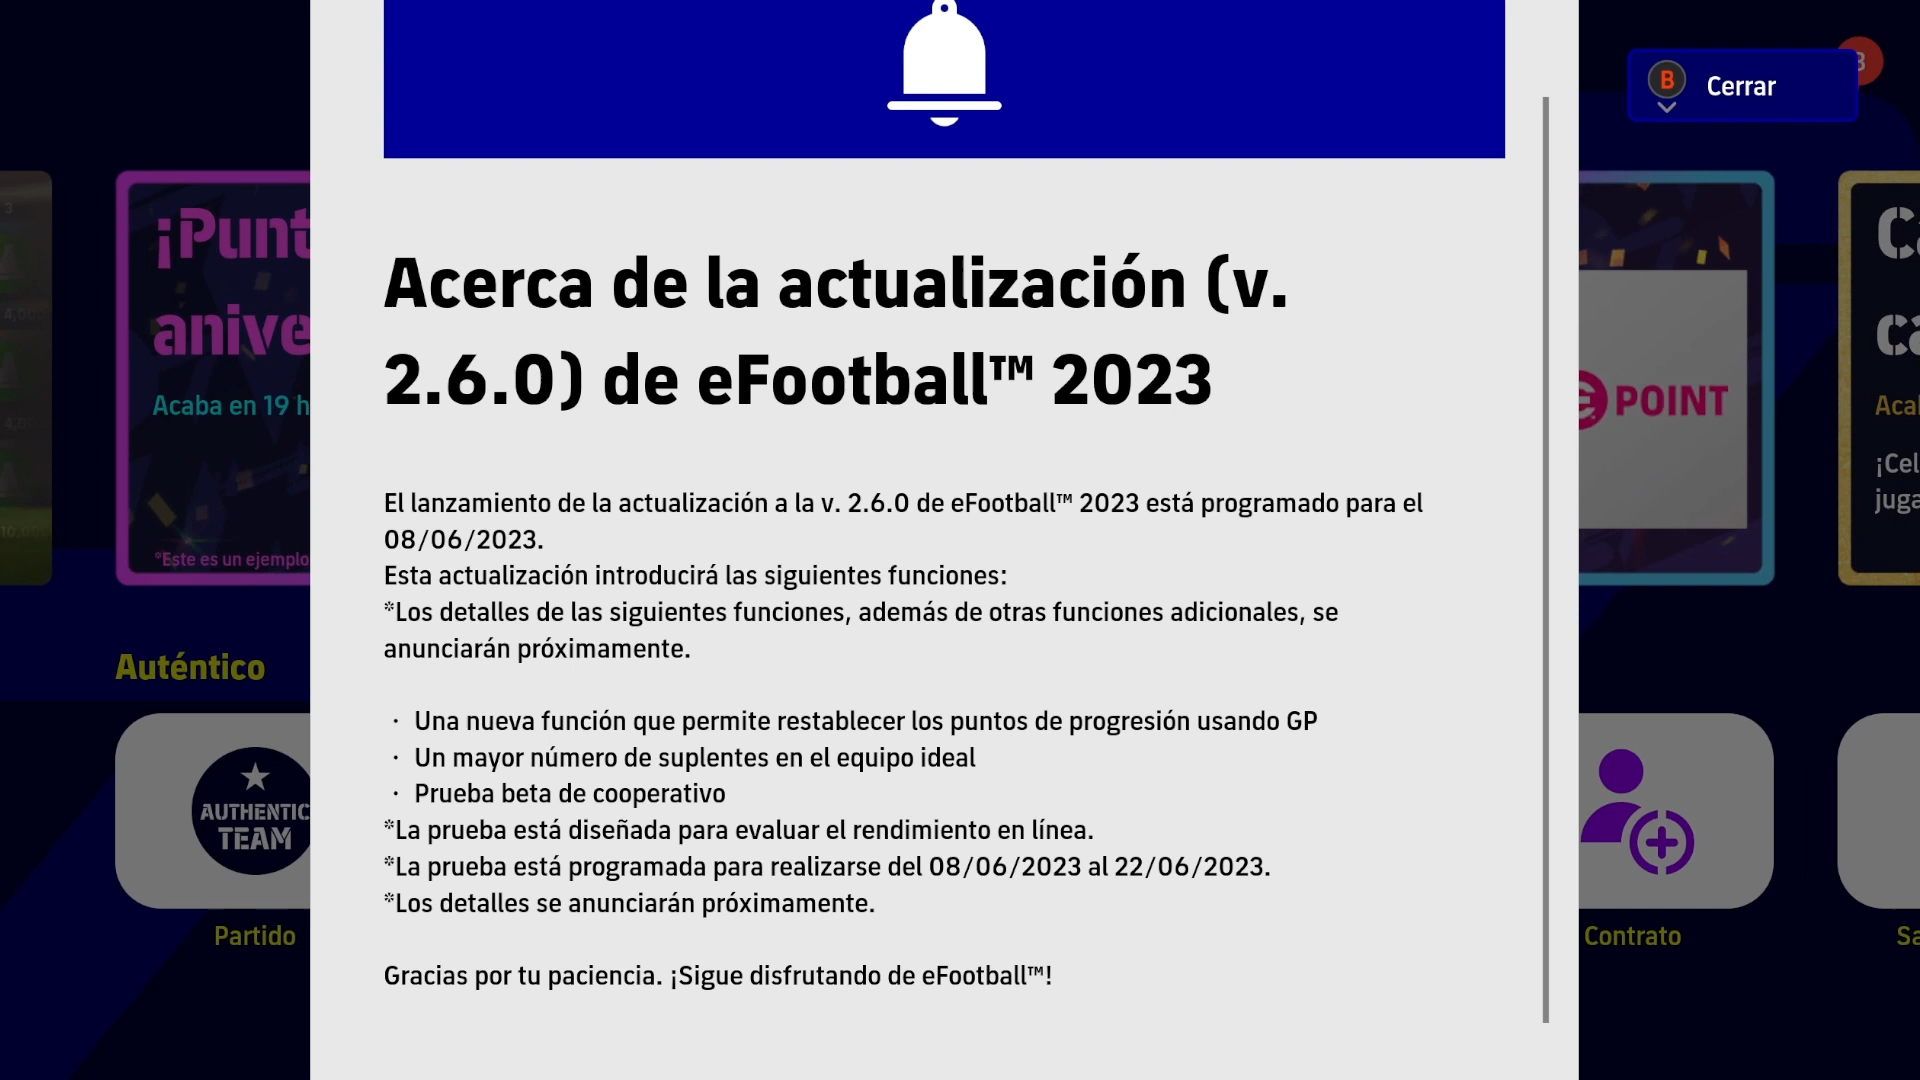 B Cerrar
3
¡Punt
anive
Acaba en 19 h
*Este es un ejemplo
POINT
Acerca de la actualización (v.
2.6.0) de eFootball™ 2023
El lanzamiento de la actualización a la v. 2.6.0 de eFootball™ 2023 está programado para el
08/06/2023.
Esta actualización introducirá las siguientes funciones:
*Los detalles de las siguientes funciones, además de otras funciones adicionales, se
anunciarán próximamente.
· Una nueva función que permite restablecer los puntos de progresión usando GP
· Un mayor número de suplentes en el equipo ideal
· Prueba beta de cooperativo
*La prueba está diseñada para evaluar el rendimiento en línea.
*La prueba está programada para realizarse del 08/06/2023 al 22/06/2023.
*Los detalles se anunciarán próximamente.
Gracias por tu paciencia. ¡Sigue disfrutando de eFootball™!
Acal
¡Cel
juga
Auténtico
AUTHENTIC
TEAM
Partido
Contrato
Sa